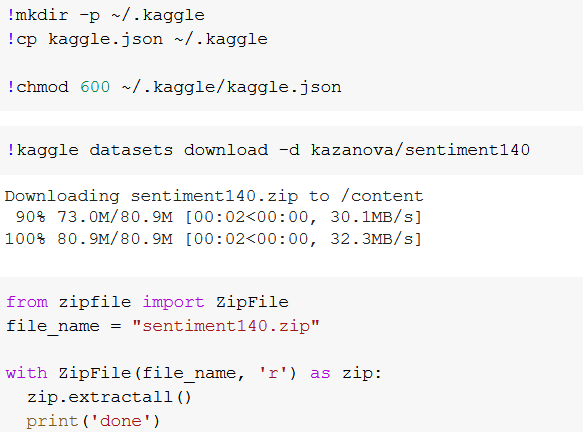 !mkdir -p ~/.kaggle
!cp kaggle.json ~/.kaggle
!chmod 600 ~/.kaggle/kaggle.json
!kaggle datasets download -d kazanova/sentiment140
Downloading sentiment140.zip to /content
90% 73.0M/80.9M [00:02<00:00, 30.1MB/s]
100% 80.9M/80.9M [00:02<00:00, 32.3MB/s]
from zipfile import ZipFile
file_name = "sentiment140.zip"
with ZipFile(file_name, 'r') as zip:
  zip.extractall()
  print('done')